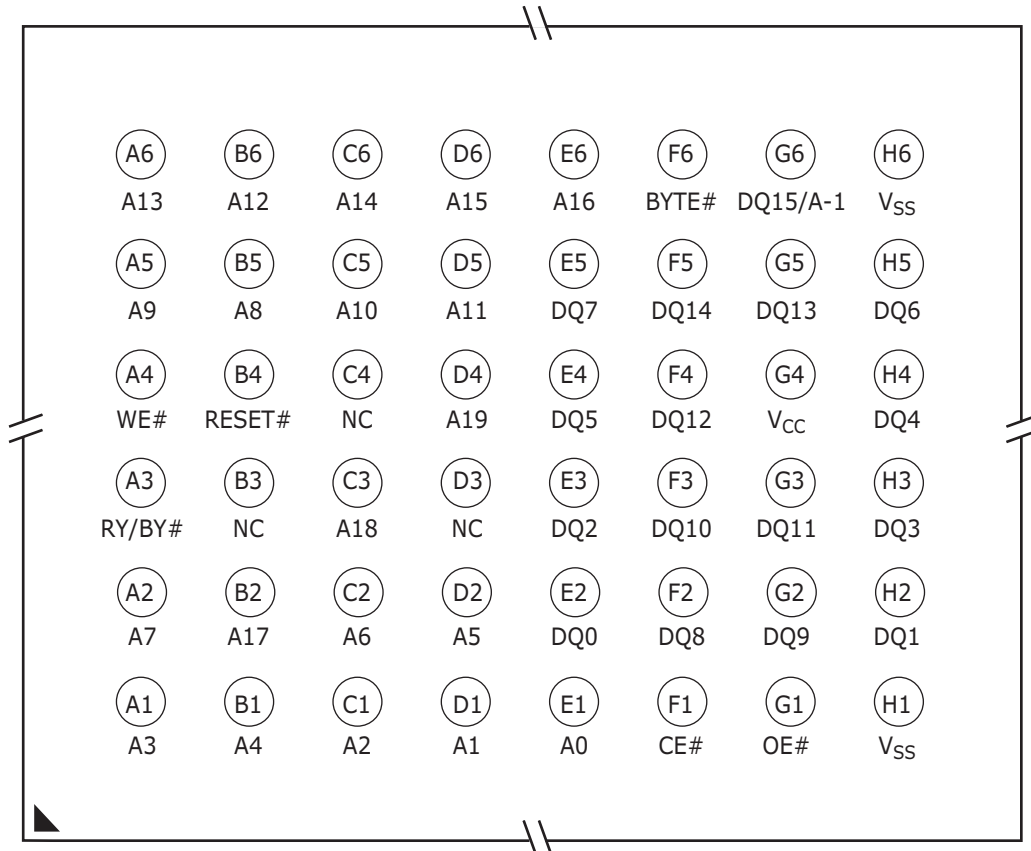 A6 B6 C6 D6 E6 F6 G6 H6
A13 A12 A14 A15 A16 BYTE# DQ15/A-1 VSS
A5 B5 C5 D5 E5 F5 G5 H5
A9 A8 A10 A11 DQ7 DQ14 DQ13 DQ6
A4 B4 C4 D4 E4 F4 G4 H4
WE# RESET# NC A19 DQ5 DQ12 VCC DQ4
A3 B3 C3 D3 E3 F3 G3 H3
RY/BY# NC A18 NC DQ2 DQ10 DQ11 DQ3
A2 B2 C2 D2 E2 F2 G2 H2
A7 A17 A6 A5 DQ0 DQ8 DQ9 DQ1
A1 B1 C1 D1 E1 F1 G1 H1
A3 A4 A2 A1 A0 CE# OE# VSS